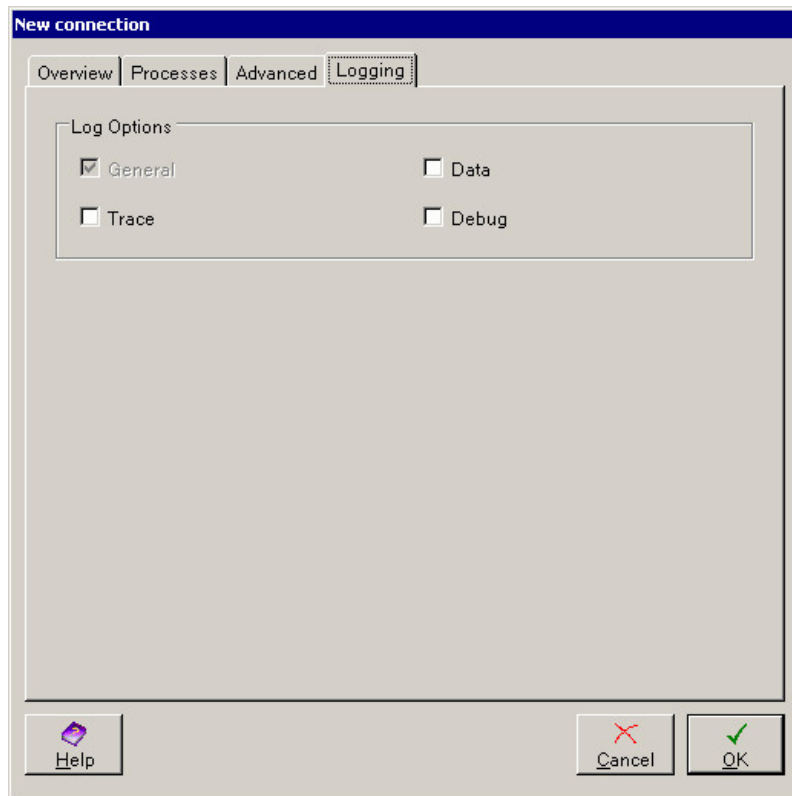 New connection
Overview Processes Advanced Logging
Log Options
General Data
Trace Debug
Help Cancel OK